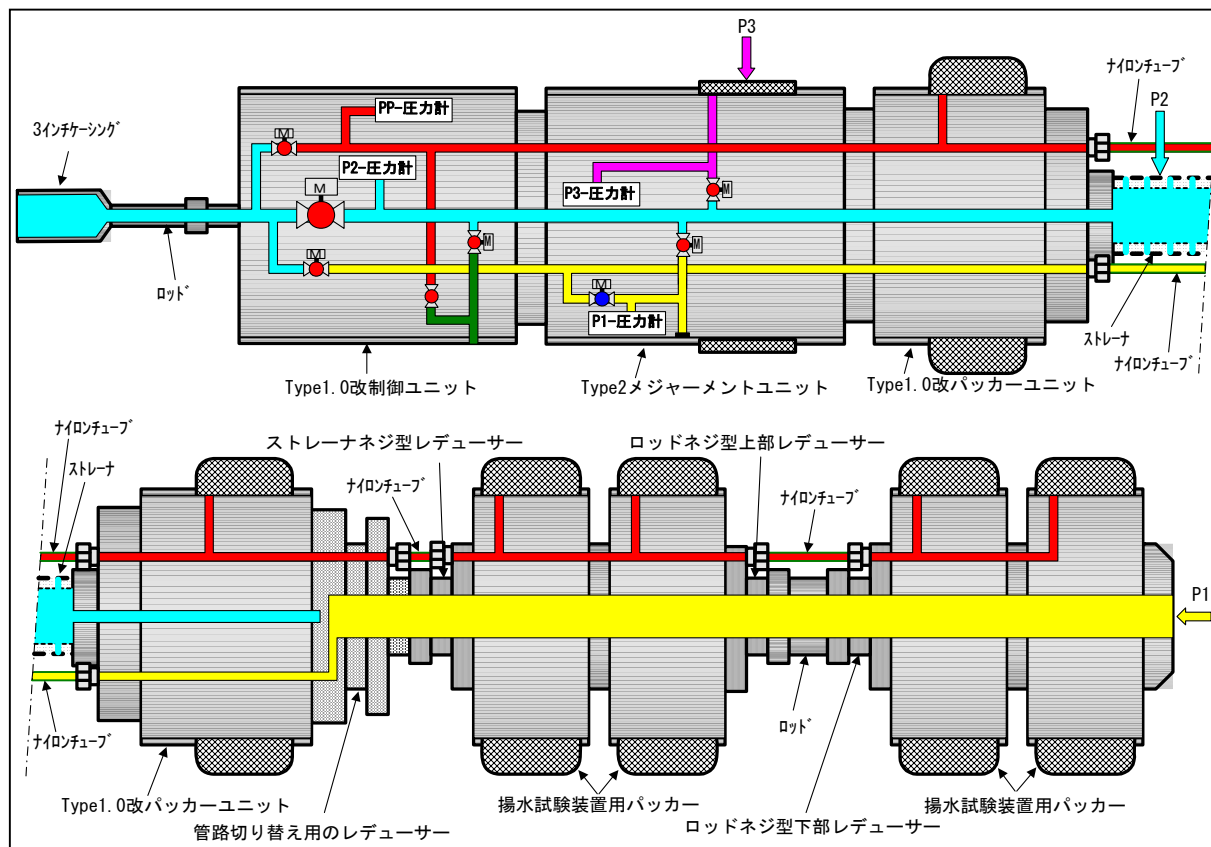 P3
ﾅｲﾛﾝﾁｭｰﾌﾞ
P2
3ｲﾝﾁｹｰｼﾝｸﾞ
PP-圧力計
M
P2-圧力計
M
P3-圧力計
M
M
M
M
M
P1-圧力計
ﾛｯﾄﾞ
ｽﾄﾚｰﾅ
ﾅｲﾛﾝﾁｭｰﾌﾞ
Type1.0改制御ユニット
Type2メジャーメントユニット
Type1.0改パッカーユニット
ﾅｲﾛﾝﾁｭｰﾌﾞ
ｽﾄﾚｰﾅ
ストレーナネジ型レデューサー
ﾅｲﾛﾝﾁｭｰﾌﾞ
ロッドネジ型上部レデューサー
ﾅｲﾛﾝﾁｭｰﾌﾞ
P1
ﾅｲﾛﾝﾁｭｰﾌﾞ
ﾛｯﾄﾞ
Type1.0改パッカーユニット
管路切り替え用のレデューサー
揚水試験装置用パッカー
ロッドネジ型下部レデューサー
揚水試験装置用パッカー